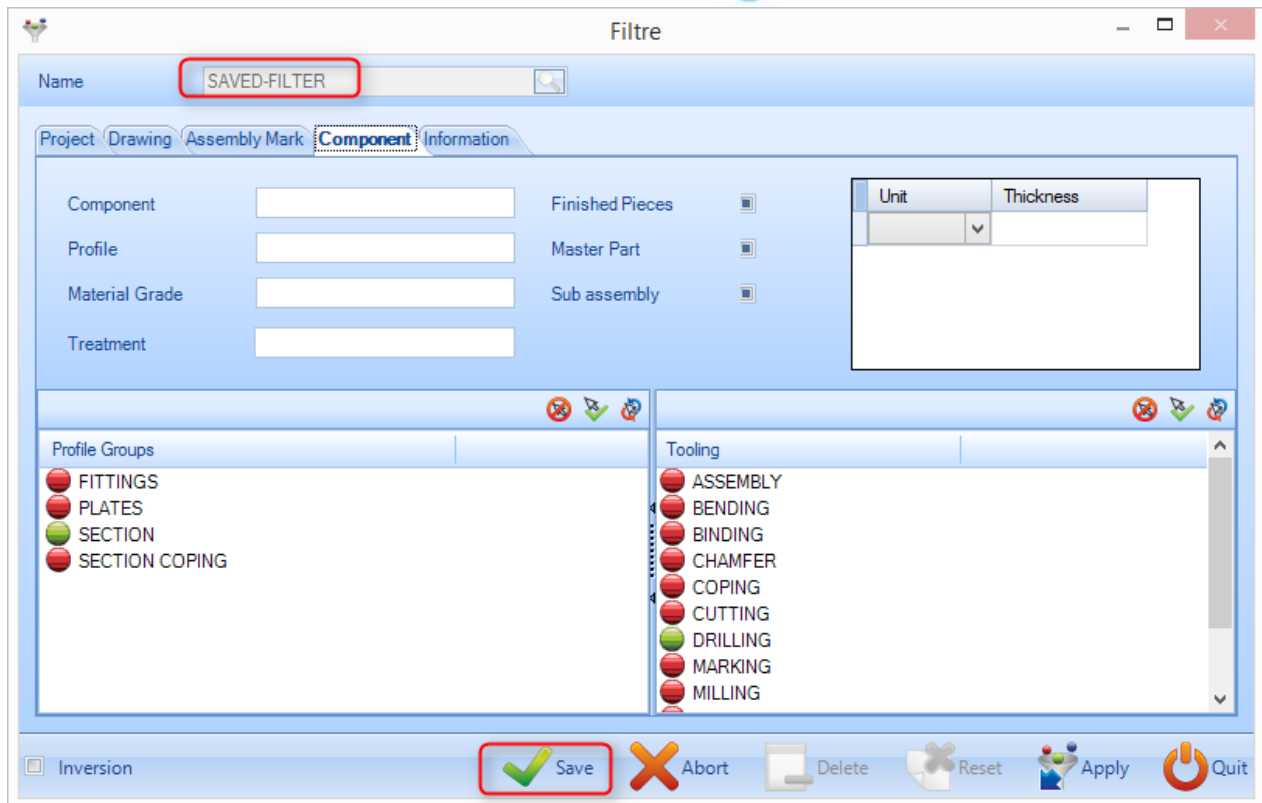 Filtre
Name SAVED-FILTER
Project Drawing Assembly Mark Component Information
Component Finished Pieces Unit Thickness
Profile Master Part
Material Grade Sub assembly
Treatment
Profile Groups
FITTINGS
PLATES
SECTION
SECTION COPING
Tooling
ASSEMBLY
BENDING
BINDING
CHAMFER
COPING
CUTTING
DRILLING
MARKING
MILLING
Inversion Save Abort Delete Reset Apply Quit